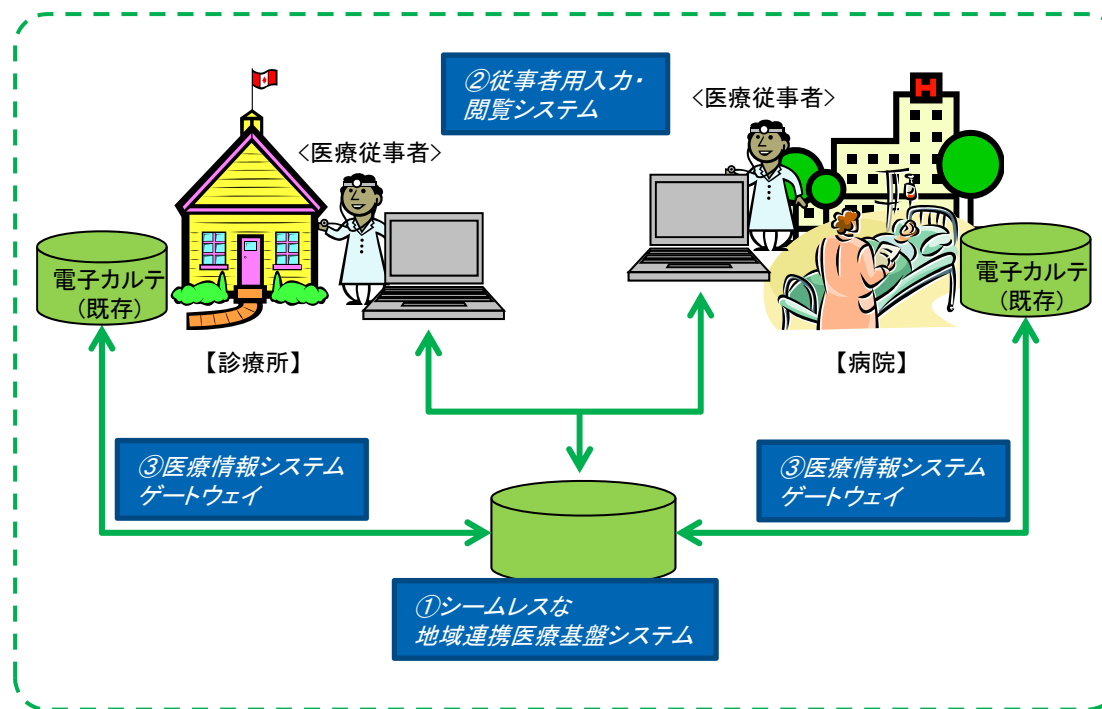 ②従事者用入力・
閲覧システム
<医療従事者>
H
<医療従事者>
電子カルテ
(既存)
電子カルテ
(既存)
【診療所】
【病院】
③医療情報システム
ゲートウェイ
③医療情報システム
ゲートウェイ
①シームレスな
地域連携医療基盤システム